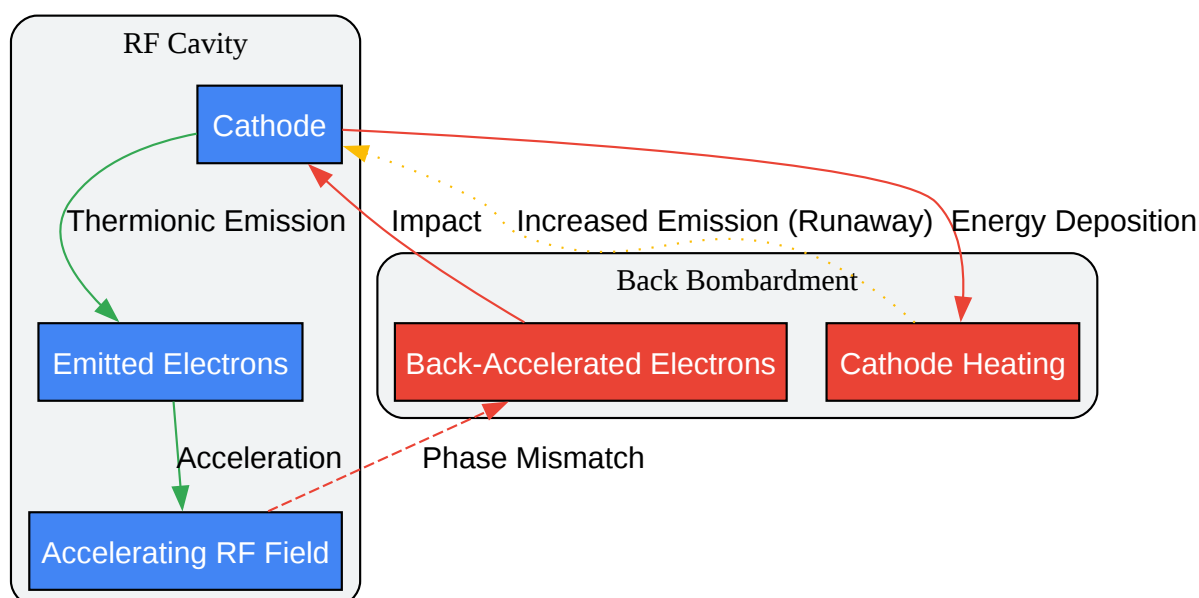 RF Cavity
Cathode
Thermionic Emission
Impact
Increased Emission (Runaway)
Energy Deposition
Back Bombardment
Emitted Electrons
Back-Accelerated Electrons
Cathode Heating
Acceleration
Phase Mismatch
Accelerating RF Field